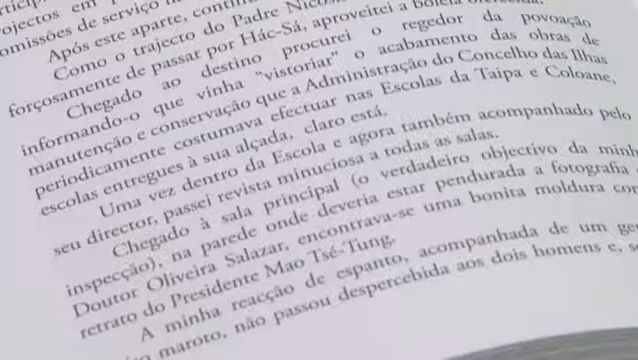 ojectos em
omissões de serviço
Após este aparte,
Como o trajecto do Padre
forçosamente de passar por Hác-Sá, aproveitei a boleia
Chegado ao destino procurei o regedor da povoação
informando-o que vinha "vistoriar" o acabamento das obras de
manutenção e conservação que a Administração do Concelho das Ilhas
periodicamente costumava efectuar nas Escolas da Taipa e Coloane,
escolas entregues à sua alçada, claro está.
Uma vez dentro da Escola e agora também acompanhado pelo
seu director, passei revista minuciosa a todas as salas.
Chegado à sala principal (o verdadeiro objectivo da minh
inspecção), na parede onde deveria estar pendurada a fotografia
Doutor Oliveira Salazar, encontrava-se uma bonita moldura com
retrato do Presidente Mao Tsé-Tung.
A minha reacção de espanto, acompanhada de um
maroto, não passou despercebida aos dois homens e,